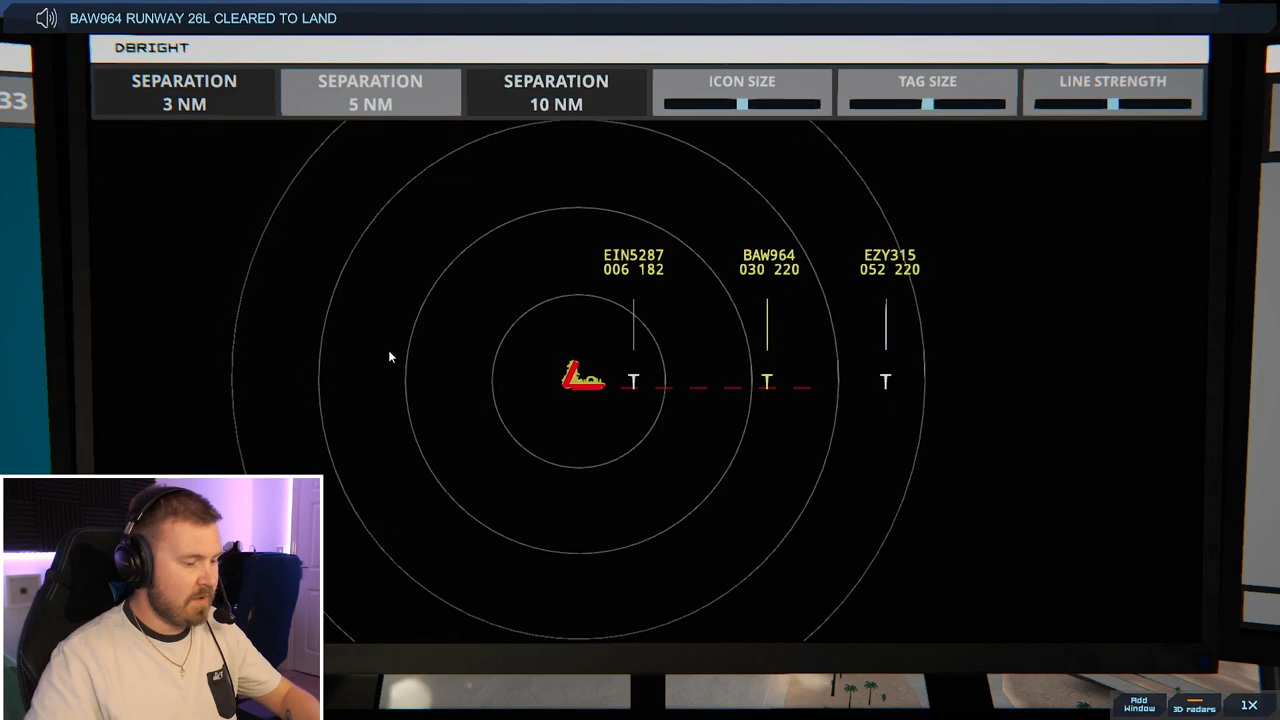 BAW964 RUNWAY 26L CLEARED TO LAND
DBRIGHT
33
SEPARATION
3 NM
SEPARATION
5 NM
SEPARATION
10 NM
ICON SIZE
TAG SIZE
LINE STRENGTH
EIN5287
006 182
BAW964
030 220
EZY315
052 220
T
T
T
Add
Window
3D radars
1X